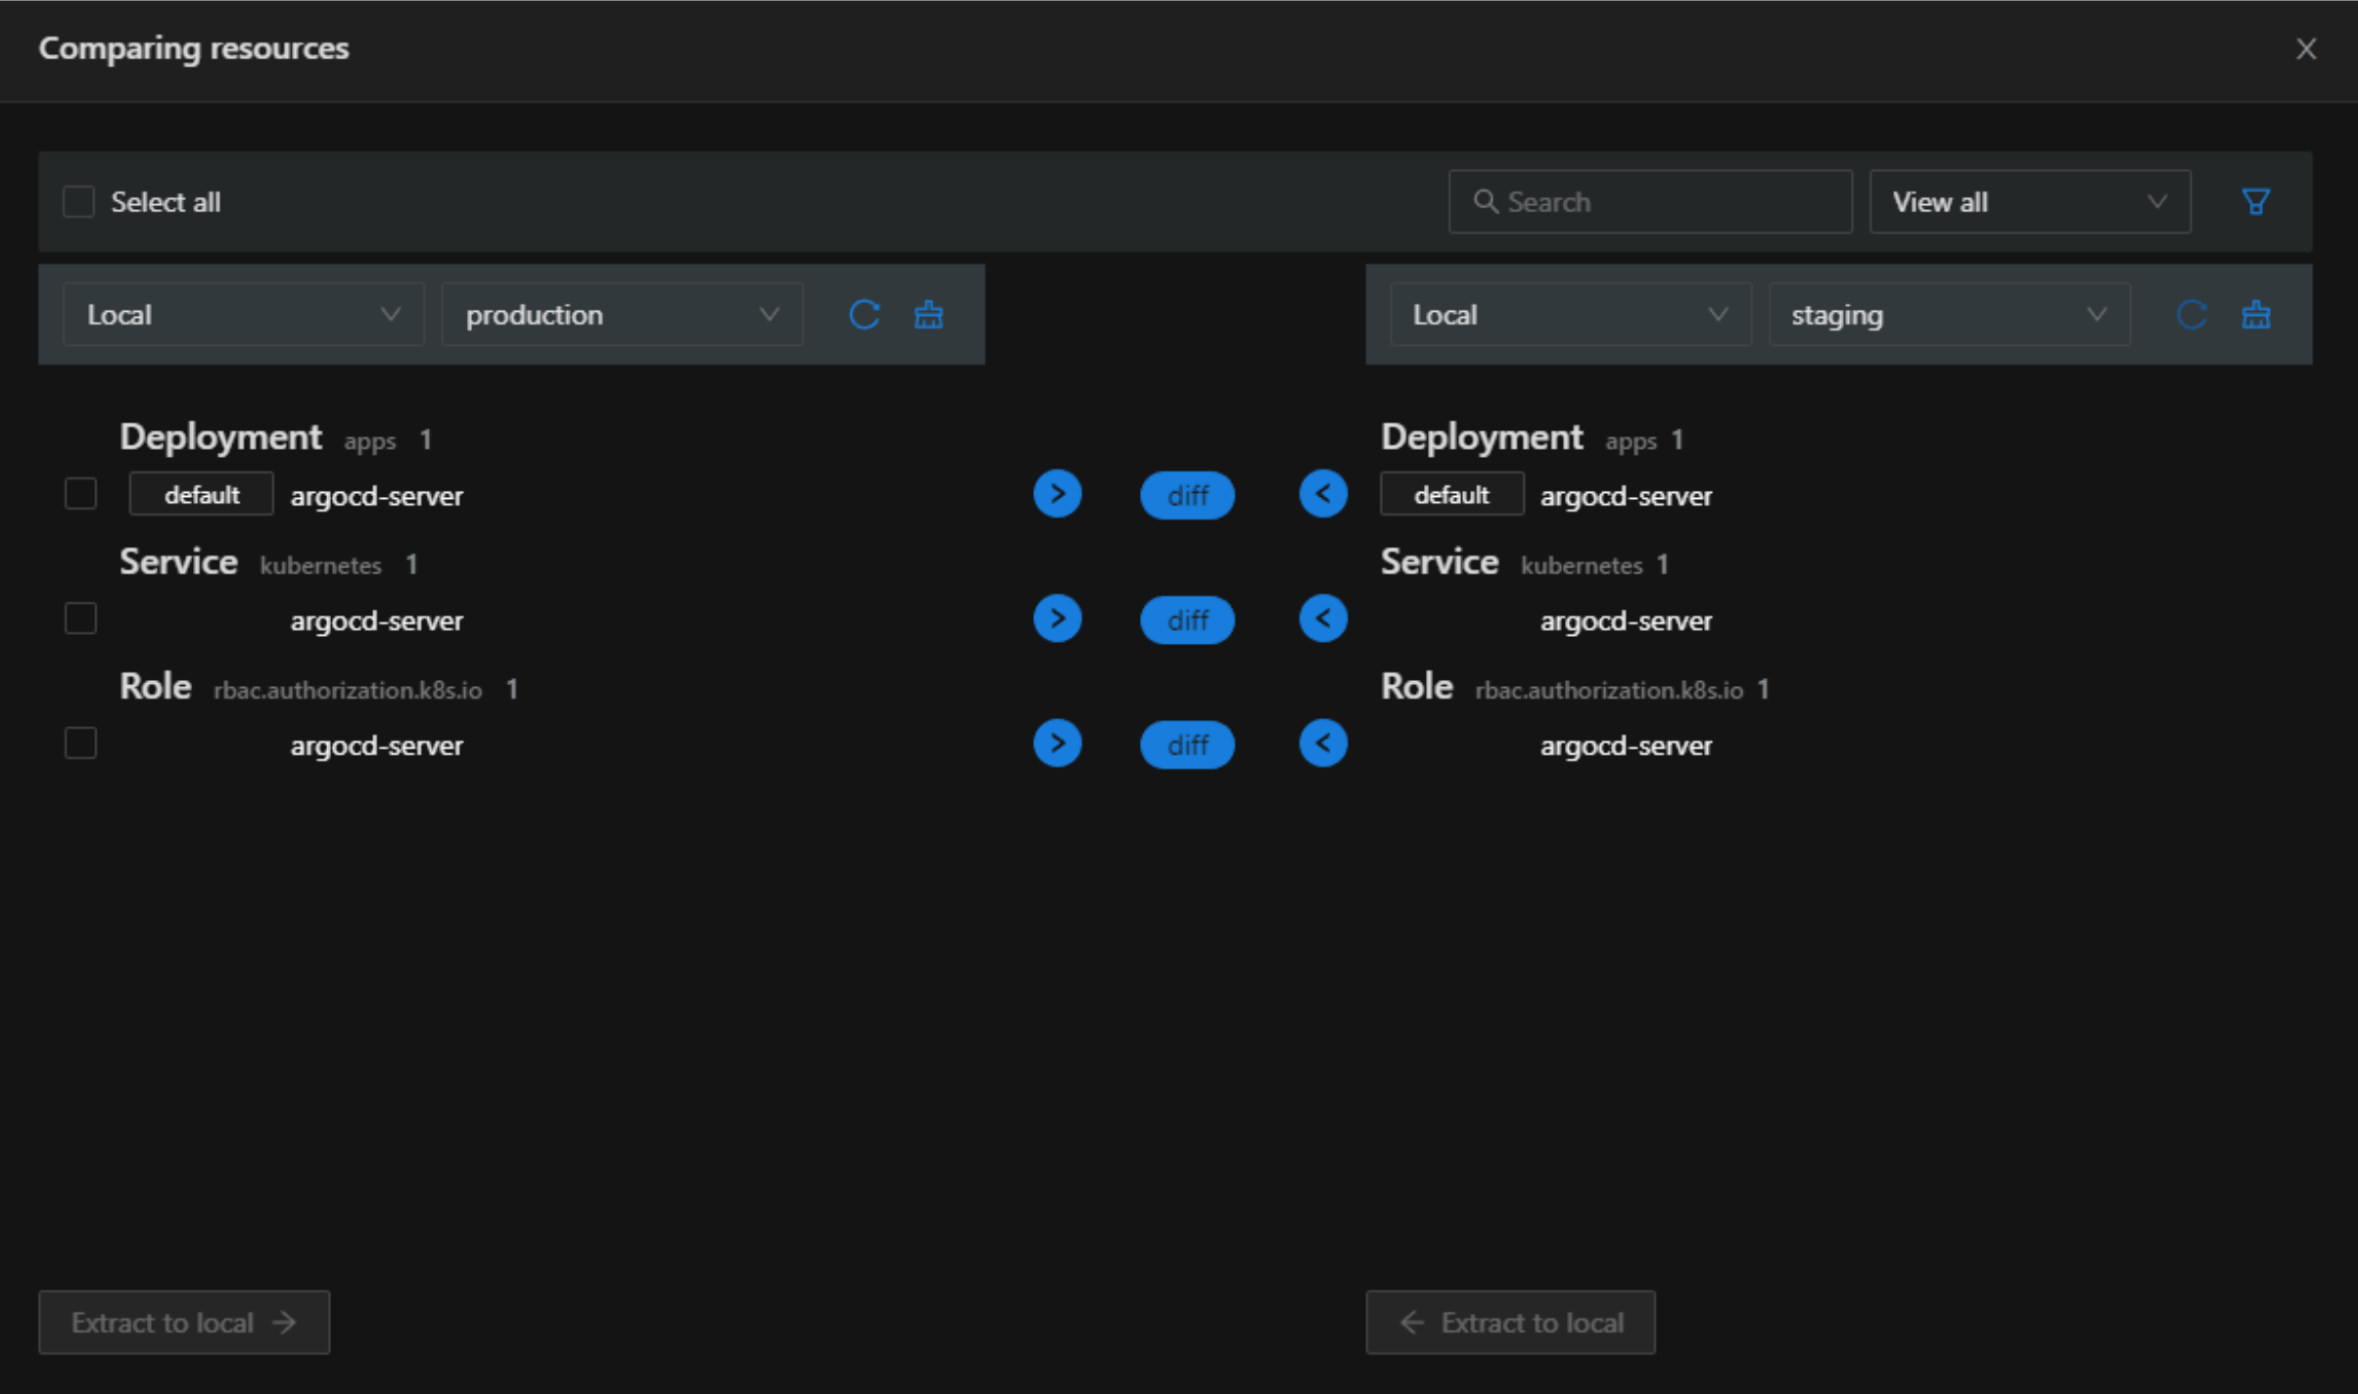 Comparing resources
Select all
Search
View all
Local
production
Local
staging
Deployment apps 1
default argocd-server
diff
Deployment apps 1
default argocd-server
Service kubernetes 1
argocd-server
diff
Service kubernetes 1
argocd-server
Role rbac.authorization.k8s.io 1
argocd-server
diff
Role rbac.authorization.k8s.io 1
argocd-server
Extract to local →
← Extract to local